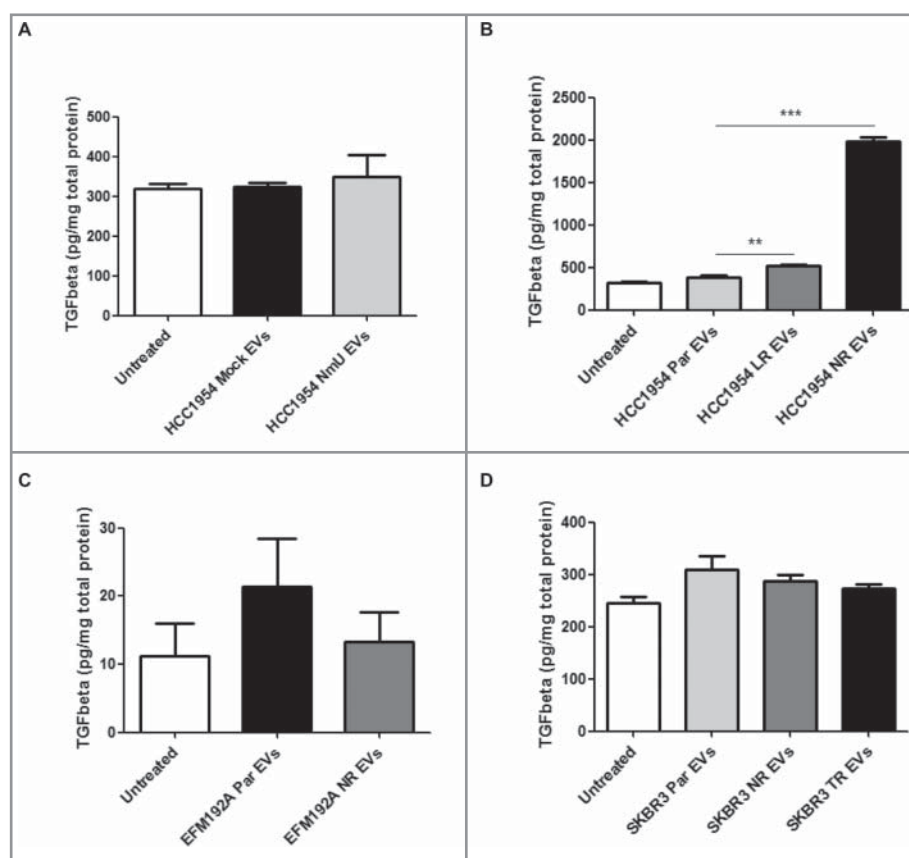 A
TGFbeta (pg/mg total protein)
500
400
300
200
100
0
Untreated
HCC1954 Mock EVs
HCC1954 NmU EVs
B
TGFbeta (pg/mg total protein)
2500
2000
1500
1000
500
0
***
**
Untreated
HCC1954 Par EVs
HCC1954 LR EVs
HCC1954 NR EVs
C
TGFbeta (pg/mg total protein)
30
20
10
0
Untreated
EFM192A Par EVs
EFM192A NR EVs
D
TGFbeta (pg/mg total protein)
400
300
200
100
0
Untreated
SKBR3 Par EVs
SKBR3 NR EVs
SKBR3 TR EVs